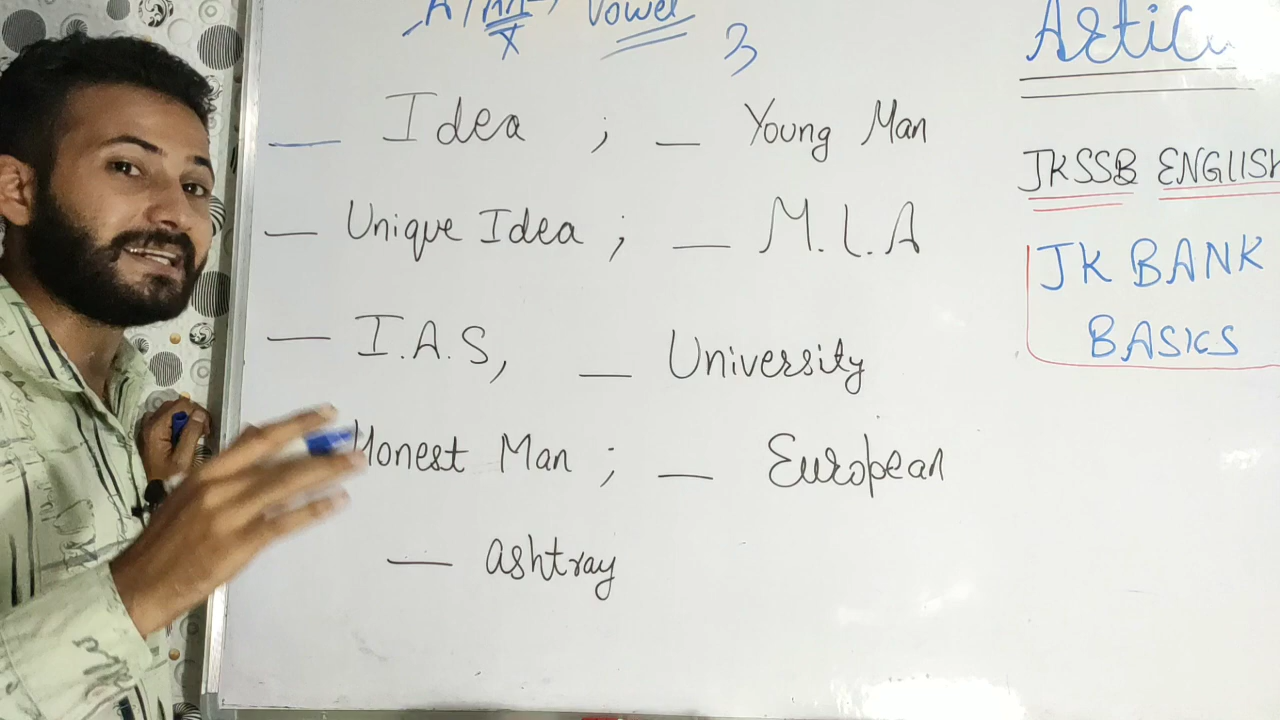 A / An → Vowel
X
3
__ Idea ; __ Young Man
__ Unique Idea ; __ M.L.A
__ I.A.S, __ University
Honest Man ; __ European
__ ashtray
Artic
JKSSB ENGLISH
JK BANK
BASICS